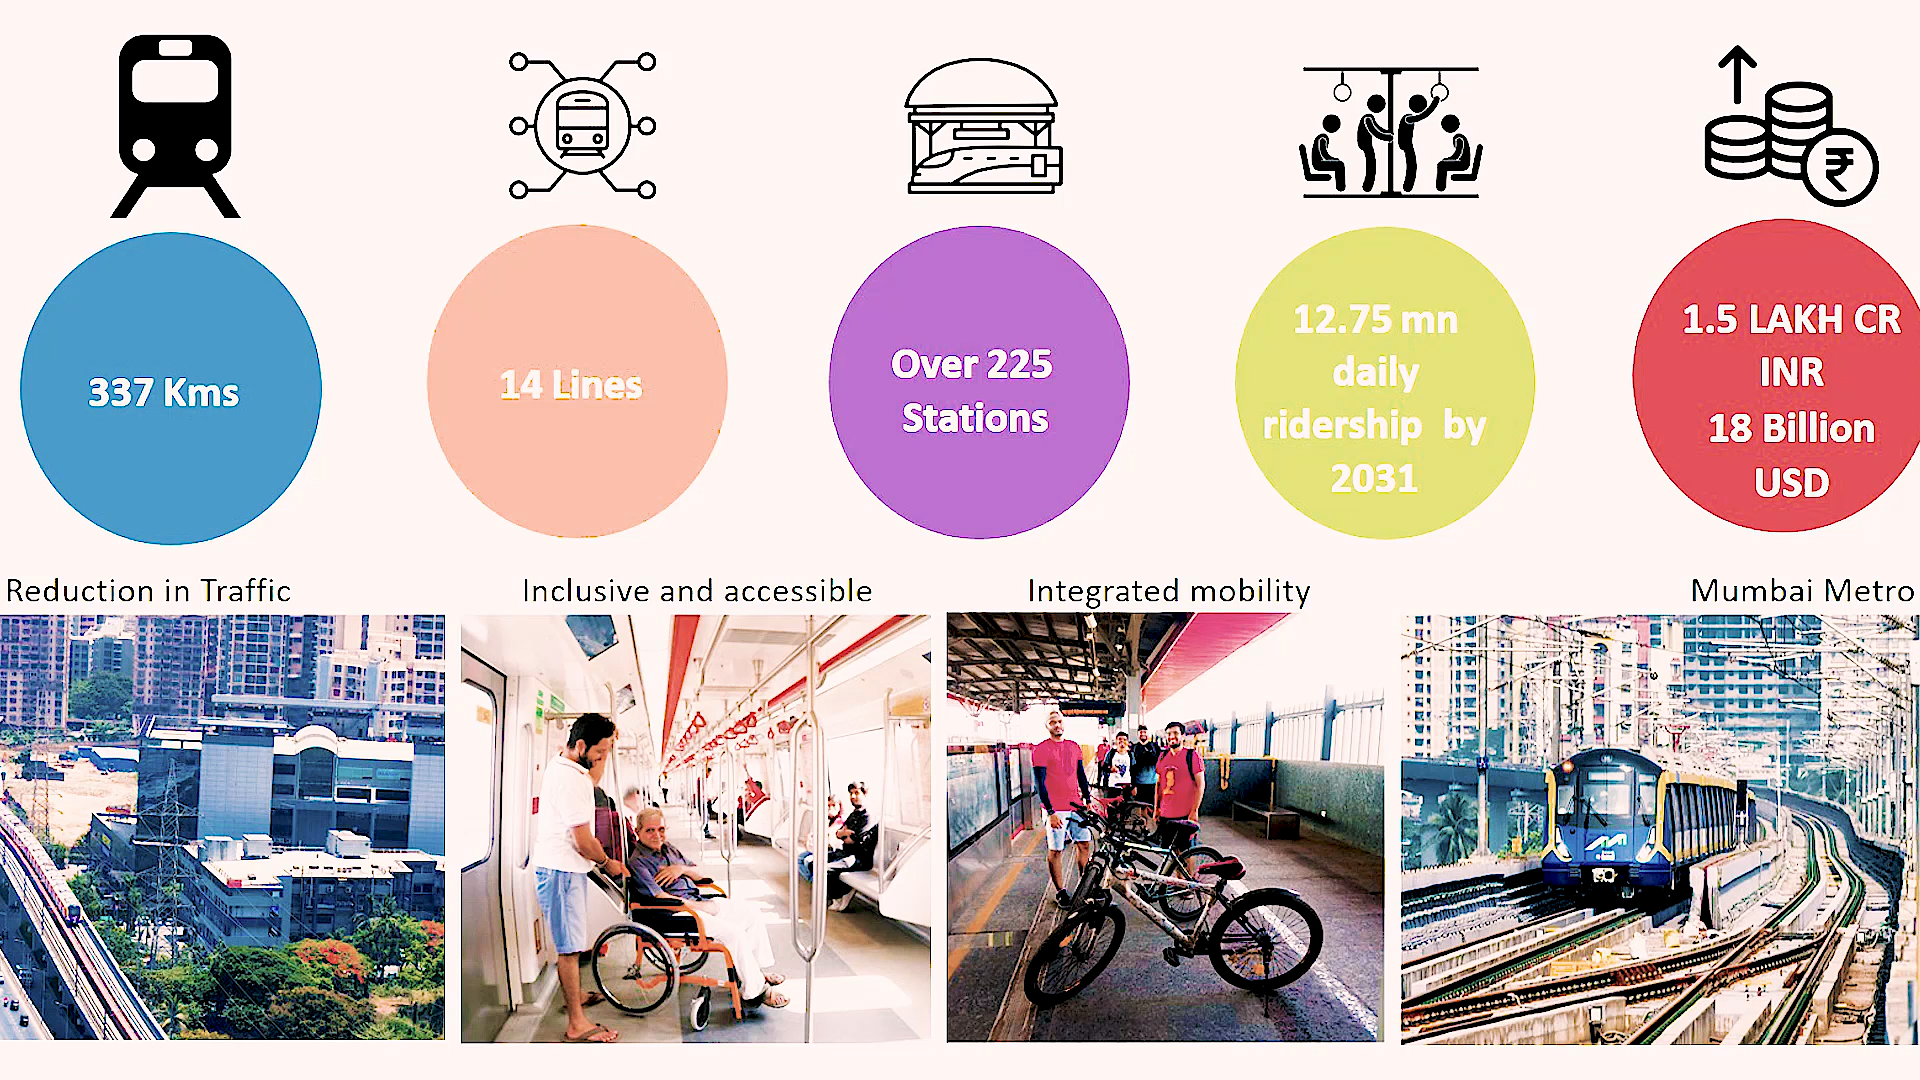 337 Kms
14 Lines
Over 225
Stations
12.75 mn
daily
ridership by
2031
1.5 LAKH CR
INR
18 Billion
USD
Reduction in Traffic
Inclusive and accessible
Integrated mobility
Mumbai Metro